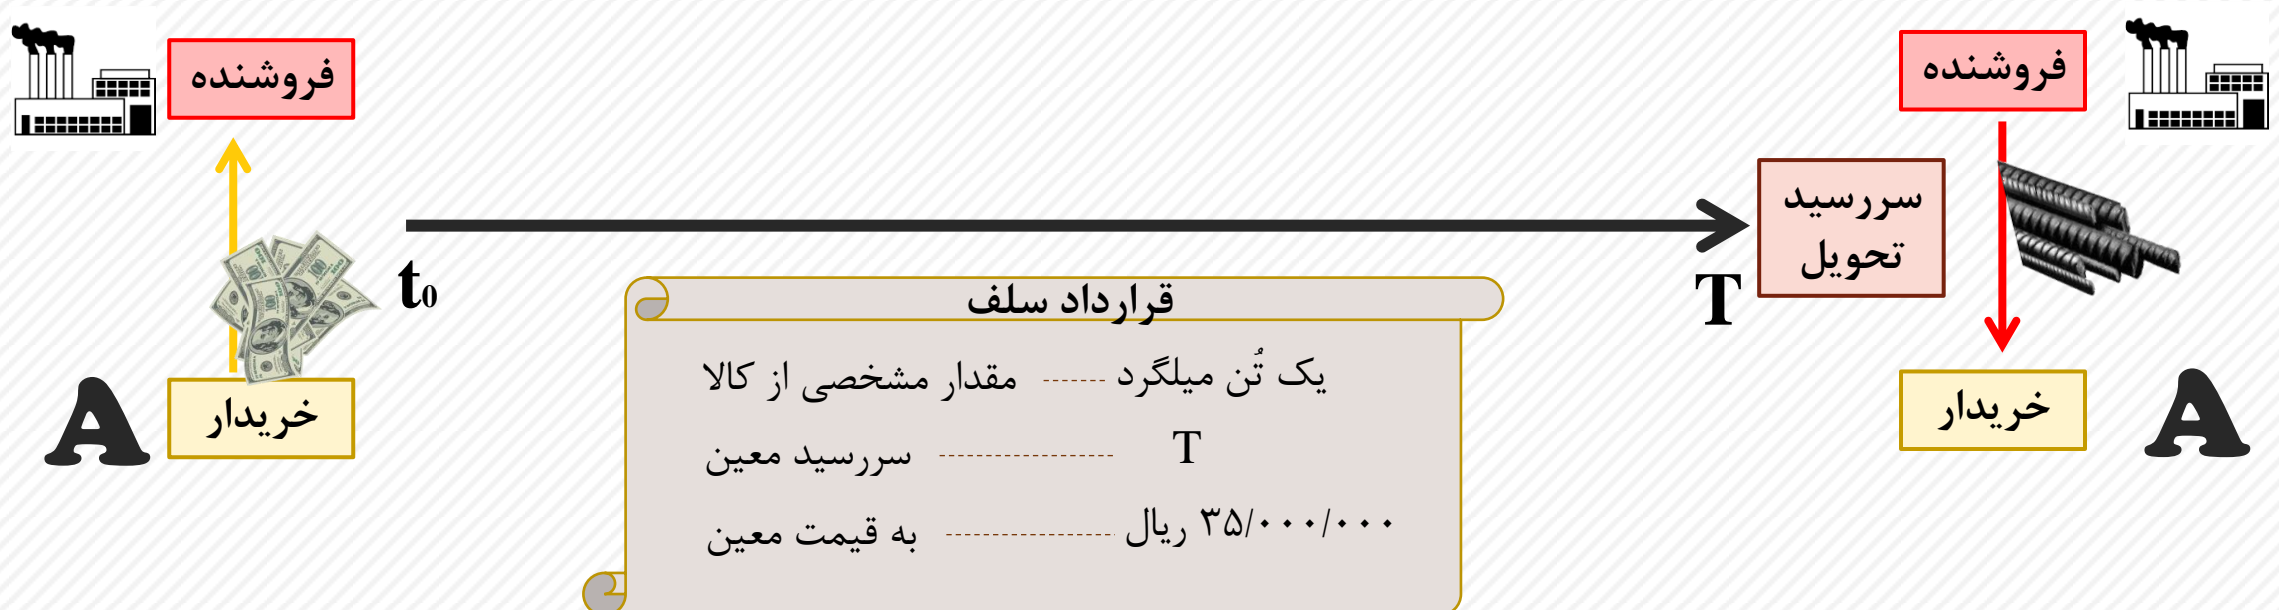 فروشنده
فروشنده
سررسید
تحویل
t0
T
قرارداد سلف
یک تُن میلگرد ------- مقدار مشخصی از کالا
T ------------------- سررسید معین
۳۵/۰۰۰/۰۰۰ ریال ------------------ به قیمت معین
A
خریدار
خریدار
A